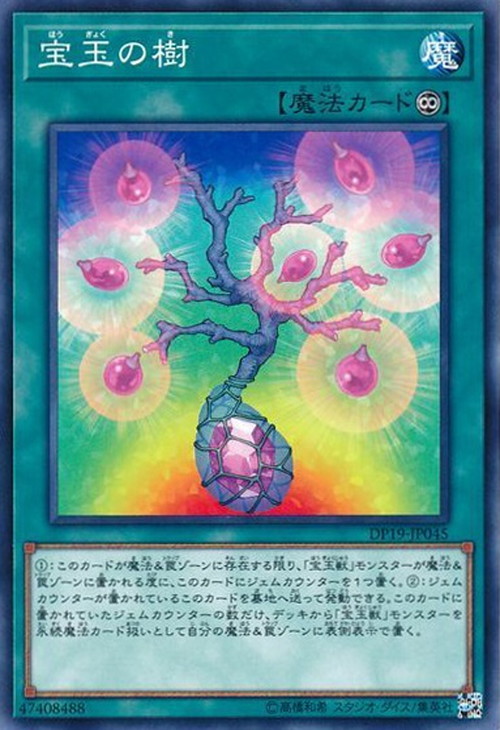 宝玉の樹
魔
【魔法カード∞】
DP19-JP045
①:このカードが魔法&罠ゾーンに存在する限り、「宝玉獣」モンスターが魔法&
罠ゾーンに置かれる度に、このカードにジェムカウンターを1つ置く。②:ジェム
カウンターが置かれているこのカードを墓地へ送って発動できる。このカードに
置かれていたジェムカウンターの数だけ、デッキから「宝玉獣」モンスターを
永続魔法カード扱いとして自分の魔法&罠ゾーンに表側表示で置く。
47408488
©高橋和希 スタジオ・ダイス/集英社